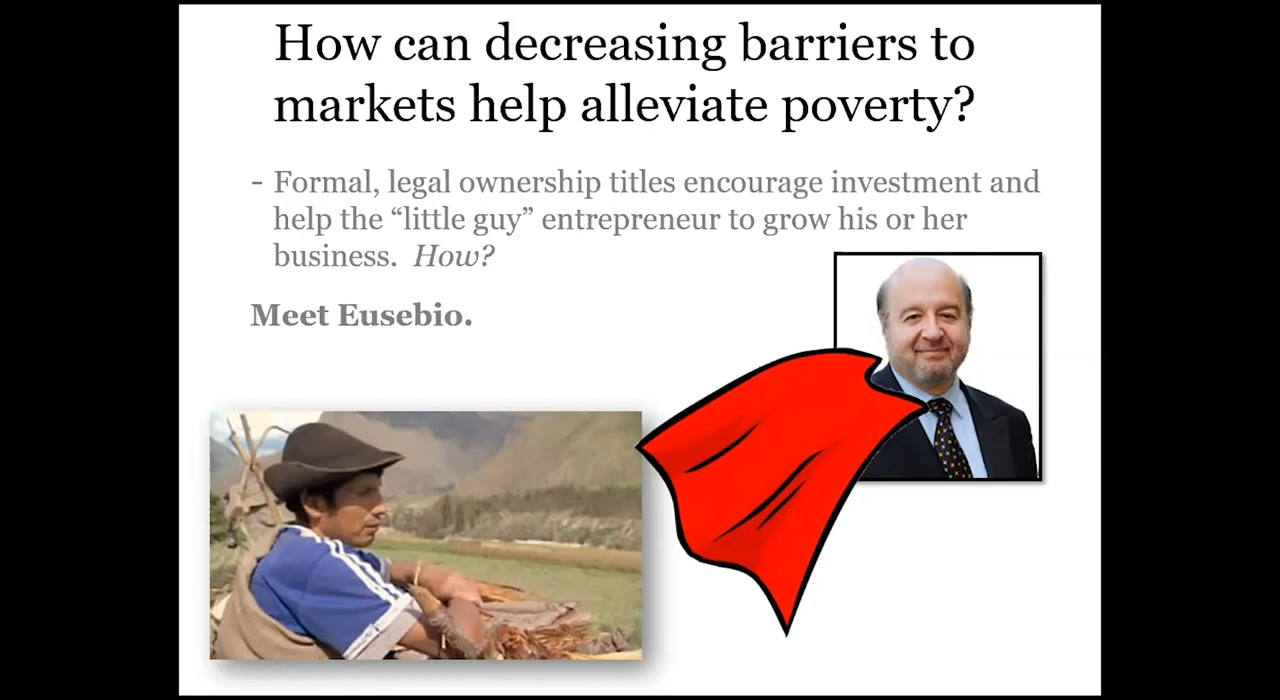 How can decreasing barriers to
markets help alleviate poverty?
- Formal, legal ownership titles encourage investment and
help the “little guy” entrepreneur to grow his or her
business. How?
Meet Eusebio.